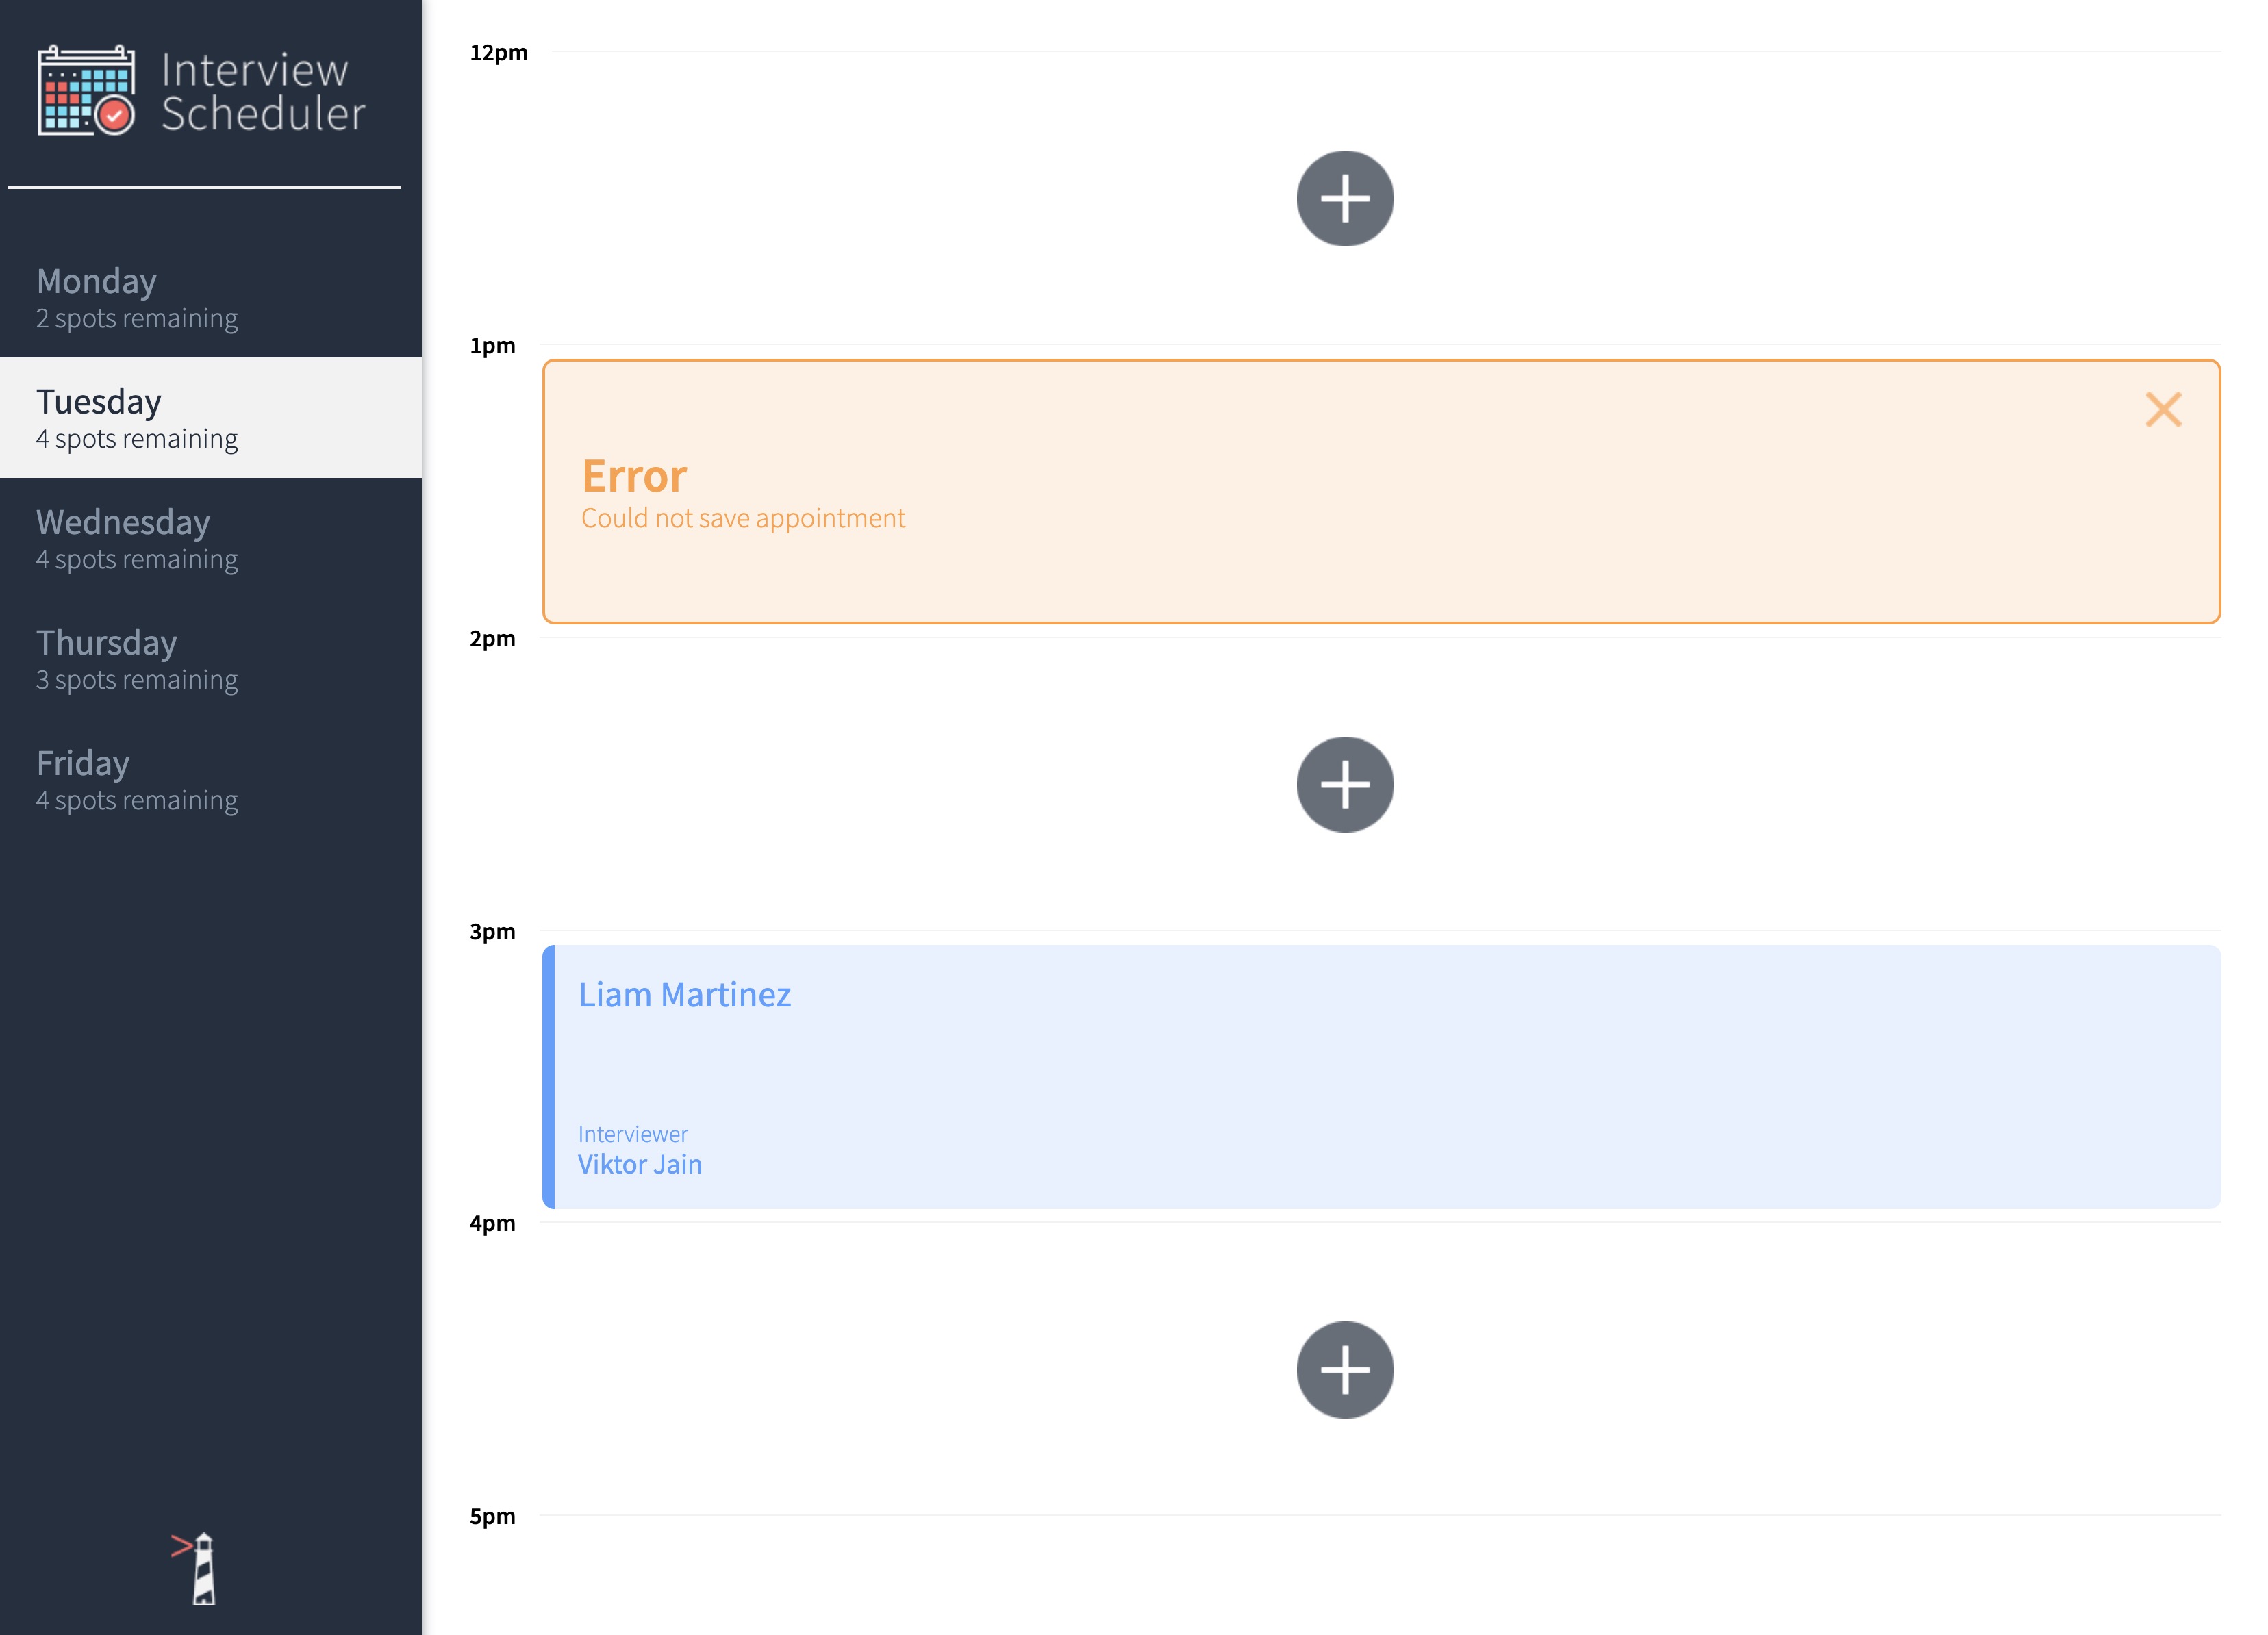 Interview
Scheduler
Monday
2 spots remaining
Tuesday
4 spots remaining
Wednesday
4 spots remaining
Thursday
3 spots remaining
Friday
4 spots remaining
12pm
1pm
Error
Could not save appointment
2pm
3pm
Liam Martinez
Interviewer
Viktor Jain
4pm
5pm